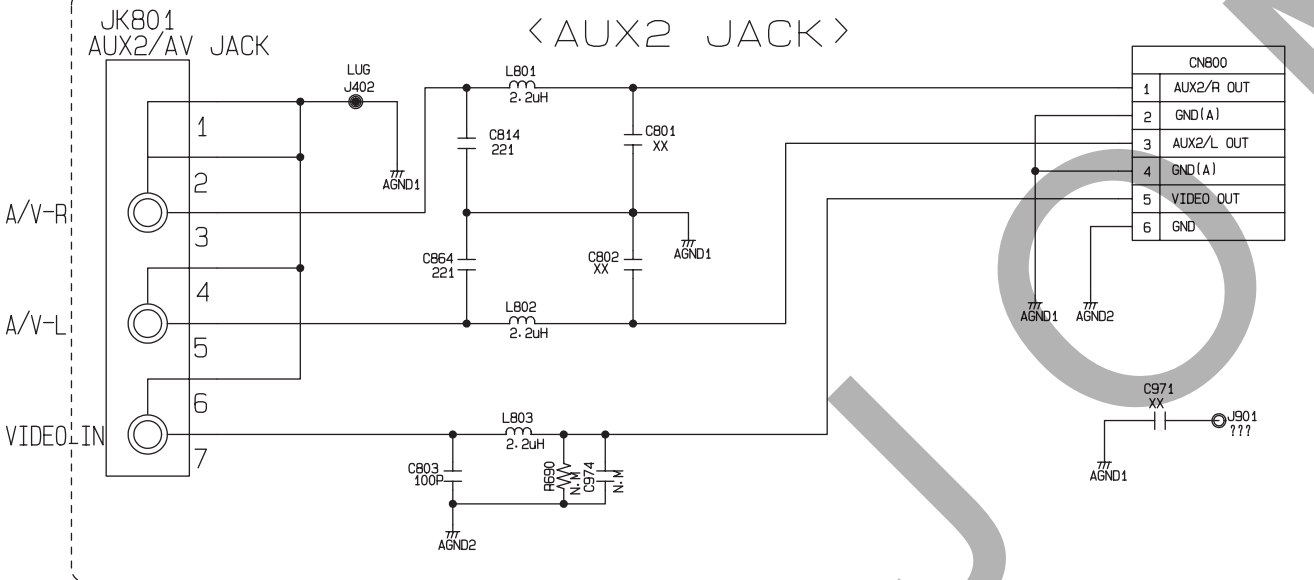 JK801
AUX2/AV JACK
<AUX2 JACK>
LUG
J402
L801
2.2uH
CN800
1 AUX2/R OUT
2 GND(A)
3 AUX2/L OUT
4 GND(A)
5 VIDEO OUT
6 GND
1
C814
221
C801
XX
2
AGND1
A/V-R
3
AGND1
C864
221
C802
XX
4
L802
2.2uH
AGND1
AGND2
A/V-L
5
6
C971
XX
J901
???
L803
2.2uH
VIDEO_IN
7
C803
100P
R690
N.M
C974
N.M
AGND1
AGND2